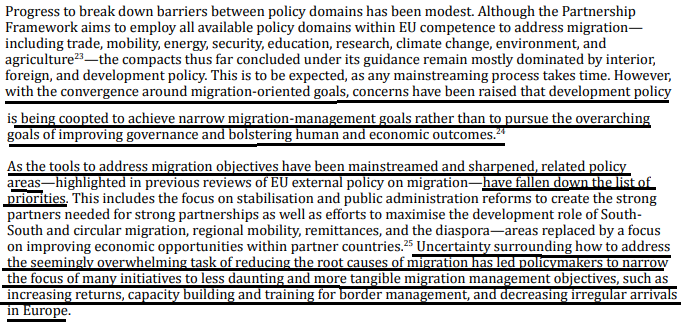 Progress to break down barriers between policy domains has been modest. Although the Partnership
Framework aims to employ all available policy domains within EU competence to address migration—
including trade, mobility, energy, security, education, research, climate change, environment, and
agriculture23—the compacts thus far concluded under its guidance remain mostly dominated by interior,
foreign, and development policy. This is to be expected, as any mainstreaming process takes time. However,
with the convergence around migration-oriented goals, concerns have been raised that development policy
is being coopted to achieve narrow migration-management goals rather than to pursue the overarching
goals of improving governance and bolstering human and economic outcomes.24
As the tools to address migration objectives have been mainstreamed and sharpened, related policy
areas—highlighted in previous reviews of EU external policy on migration—have fallen down the list of
priorities. This includes the focus on stabilisation and public administration reforms to create the strong
partners needed for strong partnerships as well as efforts to maximise the development role of South-
South and circular migration, regional mobility, remittances, and the diaspora—areas replaced by a focus
on improving economic opportunities within partner countries.25 Uncertainty surrounding how to address
the seemingly overwhelming task of reducing the root causes of migration has led policymakers to narrow
the focus of many initiatives to less daunting and more tangible migration management objectives, such as
increasing returns, capacity building and training for border management, and decreasing irregular arrivals
in Europe.